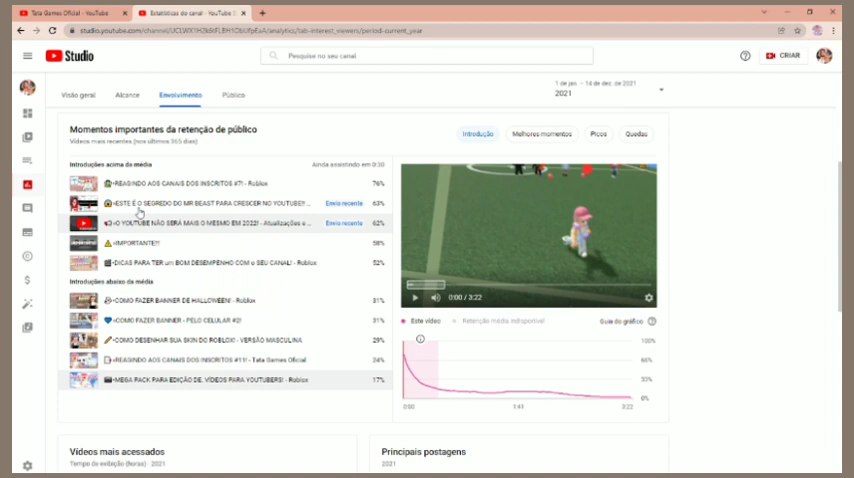 Tata Games Oficial - YouTube
Estatísticas do canal - YouTube S
studio.youtube.com/channel/
/analytics/tab-interest_viewers/period-current_year
Studio
Pesquise no seu canal
CRIAR
Visão geral
Alcance
Envolvimento
Público
1 de jan. – 14 de dez. de 2021
2021
Momentos importantes da retenção de público
Vídeos mais recentes (nos últimos 365 dias)
Introdução
Melhores momentos
Picos
Quedas
Introduções acima da média
Ainda assistindo em 0:30
REAGINDO AOS CANAIS DOS INSCRITOS #7! - Roblox
76%
ESTE É O SEGREDO DO MR BEAST PARA CRESCER NO YOUTUBE!! ...
Envio recente
63%
O YOUTUBE NÃO SERÁ MAIS O MESMO EM 2022! - Atualizações e ...
Envio recente
62%
IMPORTANTE!!!
58%
DICAS PARA TER um BOM DESEMPENHO COM o SEU CANAL! - Roblox
52%
Introduções abaixo da média
COMO FAZER BANNER DE HALLOWEEN! - Roblox
31%
COMO FAZER BANNER - PELO CELULAR #2!
31%
COMO DESENHAR SUA SKIN DO ROBLOX! - VERSÃO MASCULINA
29%
REAGINDO AOS CANAIS DOS INSCRITOS #11! - Tata Games Oficial
24%
MEGA PACK PARA EDIÇÃO DE. VÍDEOS PARA YOUTUBERS! - Roblox
17%
0:00 / 3:22
Este vídeo
Retenção média indisponível
Guia do gráfico
100%
66%
33%
0%
0:00
1:41
3:22
Vídeos mais acessados
Tempo de exibição (horas) · 2021
Principais postagens
2021